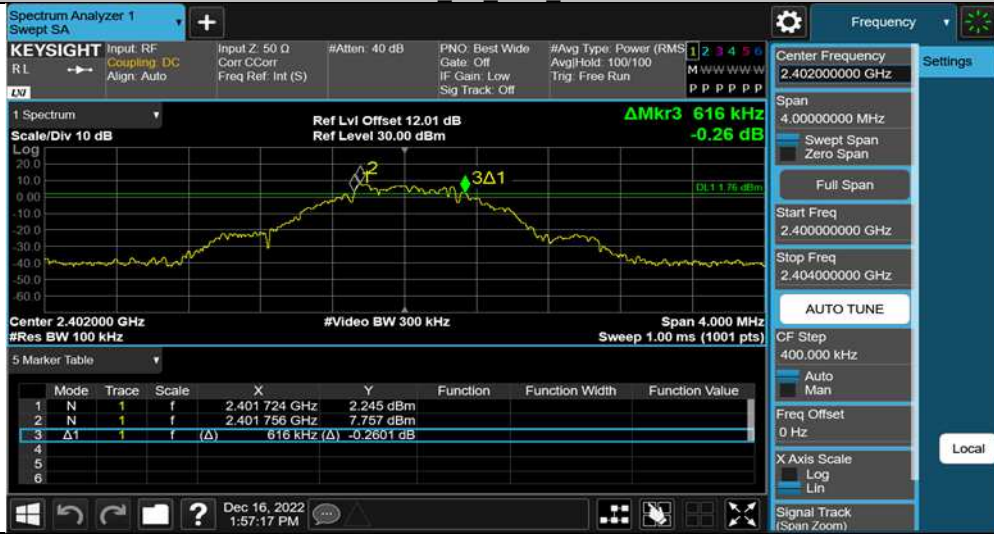 Spectrum Analyzer 1
Swept SA
Frequency
KEYSIGHT
RL
LXI
Input: RF
Coupling: DC
Align: Auto
Input Z: 50 Ω
Corr CCorr
Freq Ref: Int (S)
#Atten: 40 dB
PNO: Best Wide
Gate: Off
IF Gain: Low
Sig Track: Off
#Avg Type: Power (RMS
Avg|Hold: 100/100
Trig: Free Run
1 2 3 4 5 6
M W W W W W
P P P P P P
1 Spectrum
Scale/Div 10 dB
Ref Lvl Offset 12.01 dB
Ref Level 30.00 dBm
ΔMkr3 616 kHz
-0.26 dB
Log
20.0
10.0
0.00
-10.0
-20.0
-30.0
-40.0
-50.0
-60.0
2
1
3Δ1
DL1 1.76 dBm
Center 2.402000 GHz
#Res BW 100 kHz
#Video BW 300 kHz
Span 4.000 MHz
Sweep 1.00 ms (1001 pts)
5 Marker Table
Mode Trace Scale X Y Function Function Width Function Value
1 N 1 f 2.401 724 GHz 2.245 dBm
2 N 1 f 2.401 756 GHz 7.757 dBm
3 Δ1 1 f (Δ) 616 kHz (Δ) -0.2601 dB
4
5
6
?
Dec 16, 2022
1:57:17 PM
Center Frequency
2.402000000 GHz
Span
4.00000000 MHz
Swept Span
Zero Span
Full Span
Start Freq
2.400000000 GHz
Stop Freq
2.404000000 GHz
AUTO TUNE
CF Step
400.000 kHz
Auto
Man
Freq Offset
0 Hz
X Axis Scale
Log
Lin
Signal Track
(Span Zoom)
Settings
Local